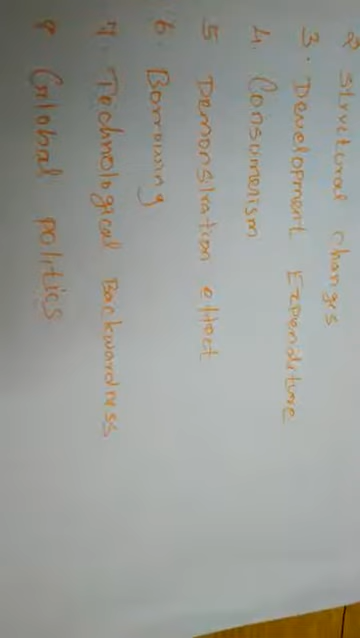 2 Structural Changes
3. Development Expenditure
4. Consumerism
5 Demonstration effect
6. Borrowing
7. Technological Backwardness
8 Global politics